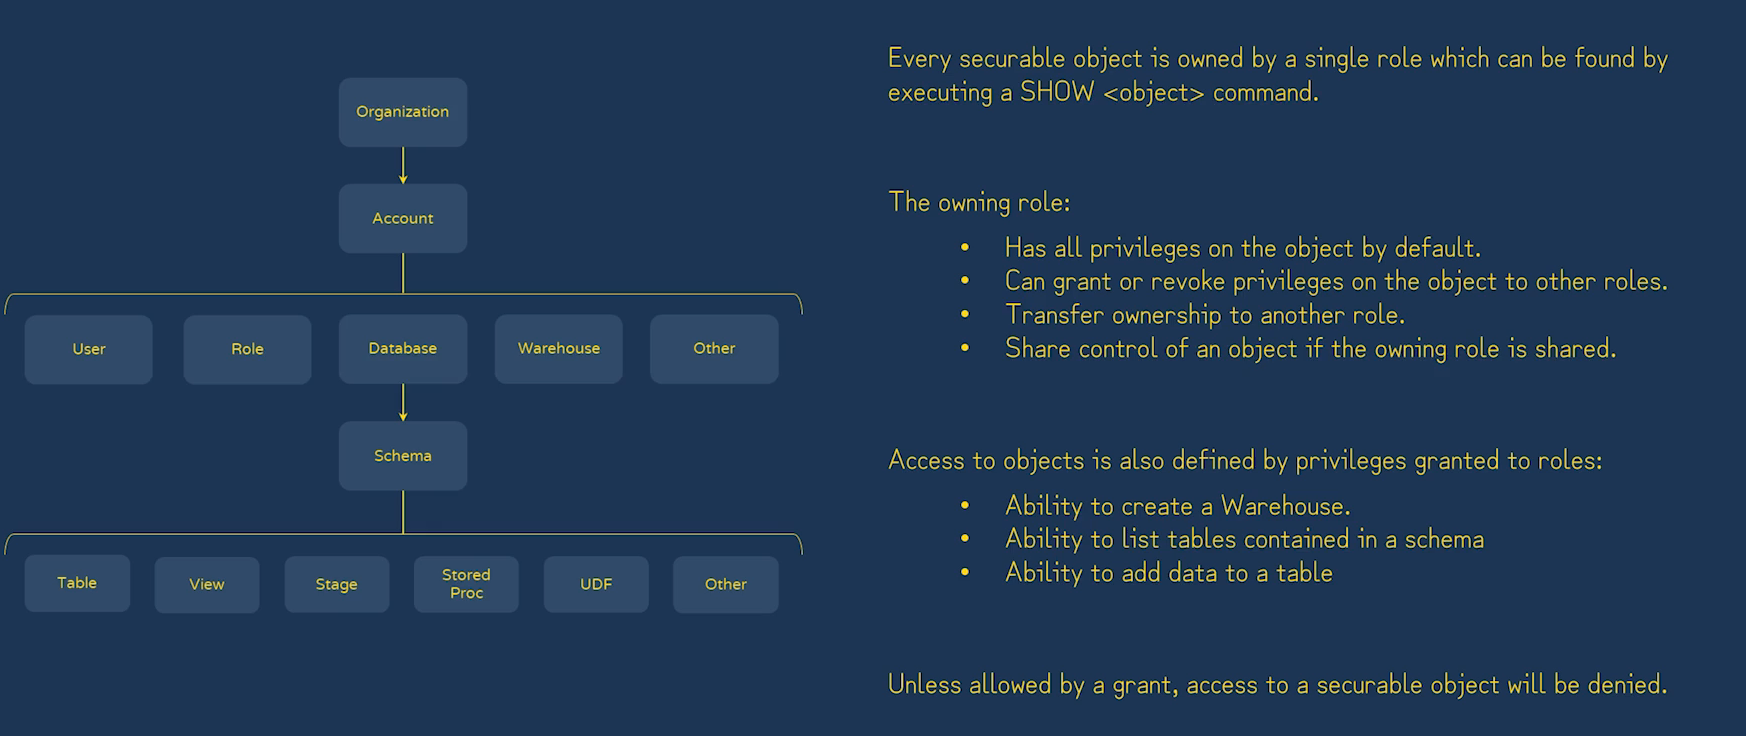 Organization
Account
User
Role
Database
Warehouse
Other
Schema
Table
View
Stage
Stored
Proc
UDF
Other
Every securable object is owned by a single role which can be found by
executing a SHOW <object> command.
The owning role:
• Has all privileges on the object by default.
• Can grant or revoke privileges on the object to other roles.
• Transfer ownership to another role.
• Share control of an object if the owning role is shared.
Access to objects is also defined by privileges granted to roles:
• Ability to create a Warehouse.
• Ability to list tables contained in a schema
• Ability to add data to a table
Unless allowed by a grant, access to a securable object will be denied.